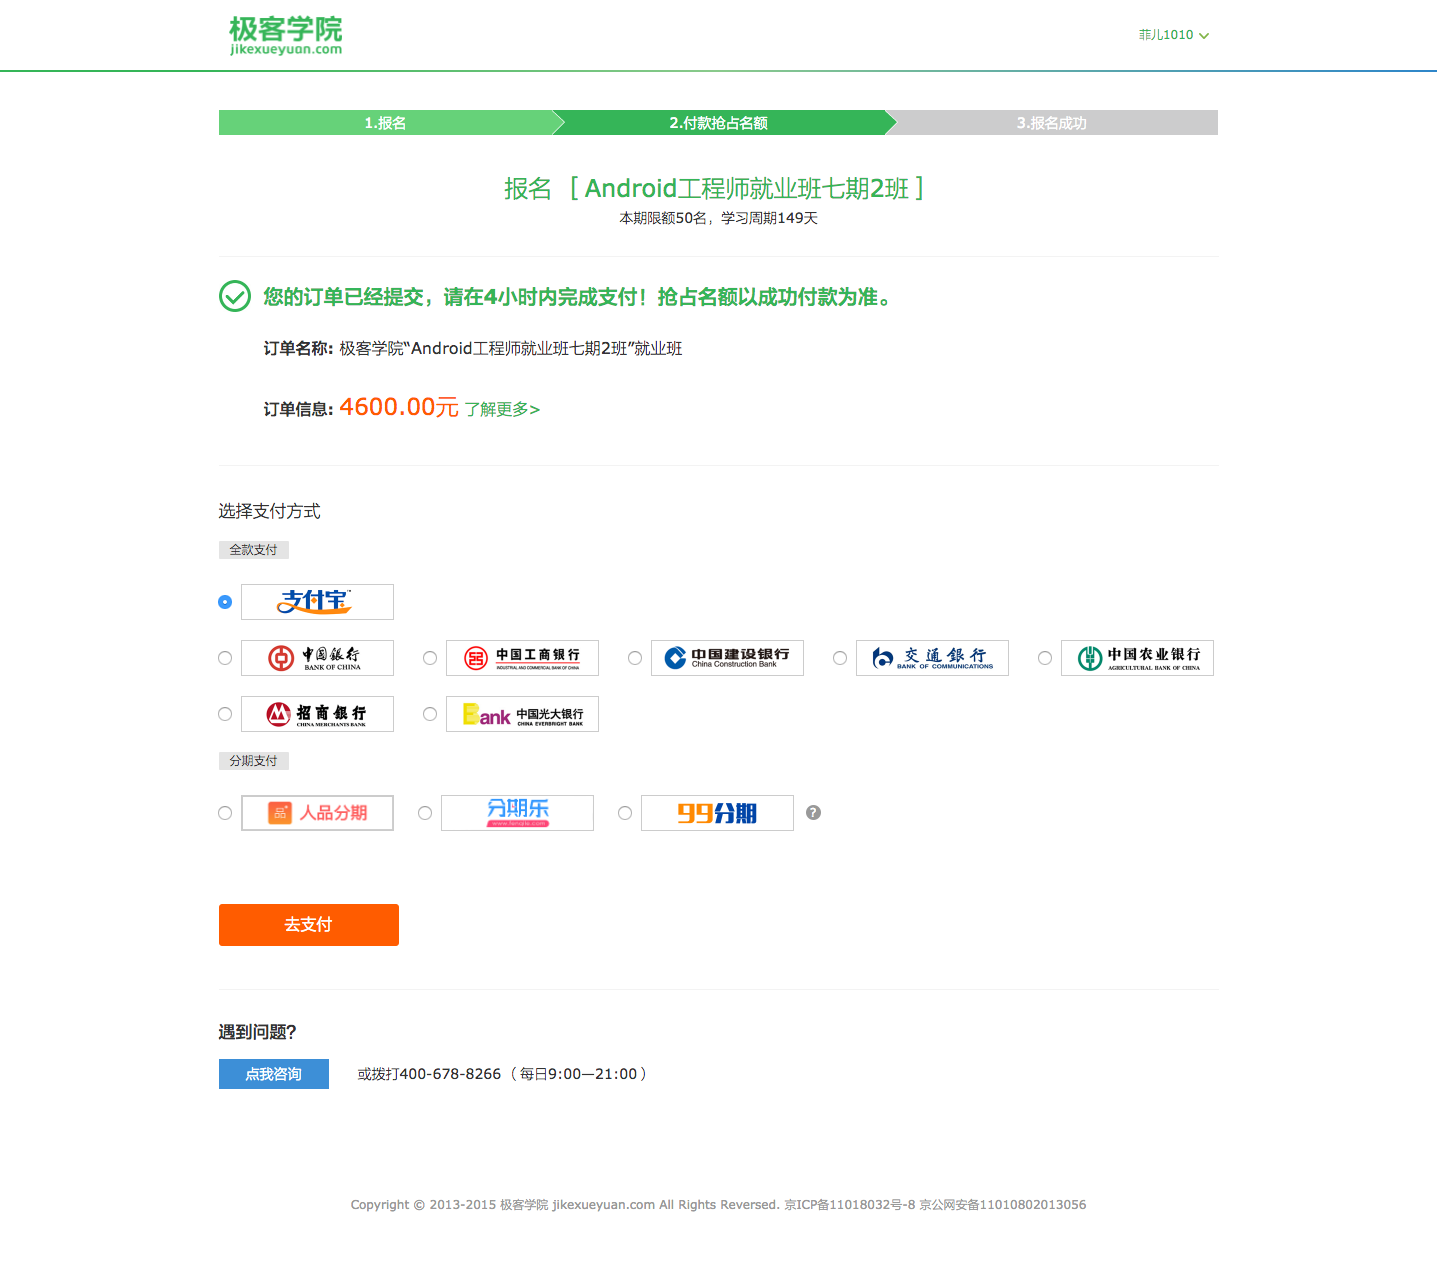 极客学院
jikexueyuan.com
菲儿1010
1.报名
2.付款抢占名额
3.报名成功
报名 [ Android工程师就业班七期2班 ]
本期限额50名，学习周期149天
您的订单已经提交，请在4小时内完成支付！抢占名额以成功付款为准。
订单名称: 极客学院“Android工程师就业班七期2班”就业班
订单信息: 4600.00元 了解更多>
选择支付方式
全款支付
支付宝
中国银行
BANK OF CHINA
中国工商银行
INDUSTRIAL AND COMMERCIAL BANK OF CHINA
中国建设银行
China Construction Bank
交通銀行
BANK OF COMMUNICATIONS
中国农业银行
AGRICULTURAL BANK OF CHINA
招商銀行
CHINA MERCHANTS BANK
Bank 中国光大银行
CHINA EVERBRIGHT BANK
分期支付
品 人品分期
分期乐
99分期
?
去支付
遇到问题?
点我咨询
或拨打400-678-8266（每日9:00—21:00）
Copyright © 2013-2015 极客学院 jikexueyuan.com All Rights Reversed. 京ICP备11018032号-8 京公网安备11010802013056